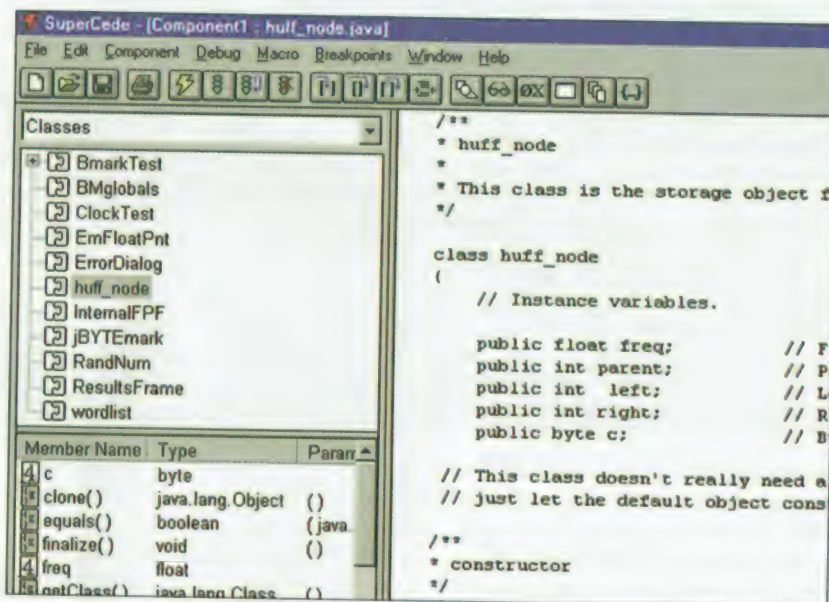 SuperCede - [Component1 : huff_node.java]
File Edit Component Debug Macro Breakpoints Window Help
Classes
BmarkTest
BMglobals
ClockTest
EmFloatPnt
ErrorDialog
huff_node
InternalFPF
jBYTEmark
RandNum
ResultsFrame
wordlist
Member Name Type Param
c byte
clone() java.lang.Object ()
equals() boolean (java.
finalize() void ()
freq float
getClass() java.lang.Class ()
/**
* huff_node
*
* This class is the storage object f
*/
class huff_node
{
// Instance variables.
public float freq; // F
public int parent; // P
public int left; // L
public int right; // R
public byte c; // B
// This class doesn't really need a
// just let the default object cons
/**
* constructor
*/